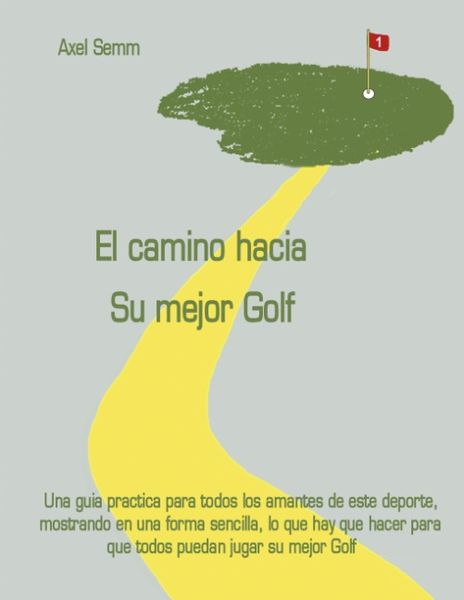 Axel Semm
1
El camino hacia
Su mejor Golf
Una guia practica para todos los amantes de este deporte,
mostrando en una forma sencilla, lo que hay que hacer para
que todos puedan jugar su mejor Golf